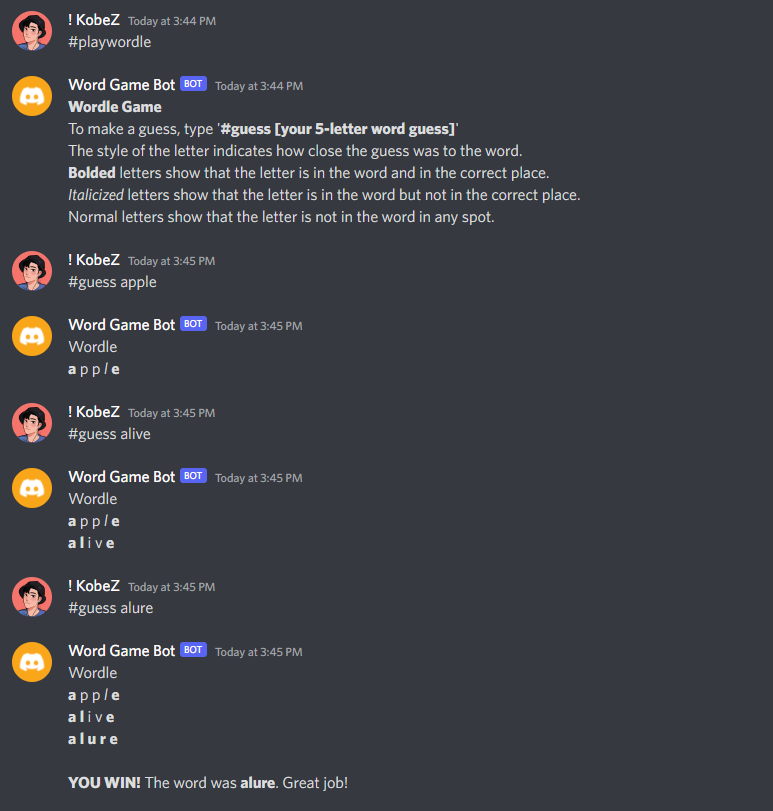 ! KobeZ Today at 3:44 PM
#playwordle
Word Game Bot BOT Today at 3:44 PM
Wordle Game
To make a guess, type '#guess [your 5-letter word guess]'
The style of the letter indicates how close the guess was to the word.
Bolded letters show that the letter is in the word and in the correct place.
Italicized letters show that the letter is in the word but not in the correct place.
Normal letters show that the letter is not in the word in any spot.
! KobeZ Today at 3:45 PM
#guess apple
Word Game Bot BOT Today at 3:45 PM
Wordle
a p p l e
! KobeZ Today at 3:45 PM
#guess alive
Word Game Bot BOT Today at 3:45 PM
Wordle
a p p l e
a l i v e
! KobeZ Today at 3:45 PM
#guess alure
Word Game Bot BOT Today at 3:45 PM
Wordle
a p p l e
a l i v e
a l u r e
YOU WIN! The word was alure. Great job!